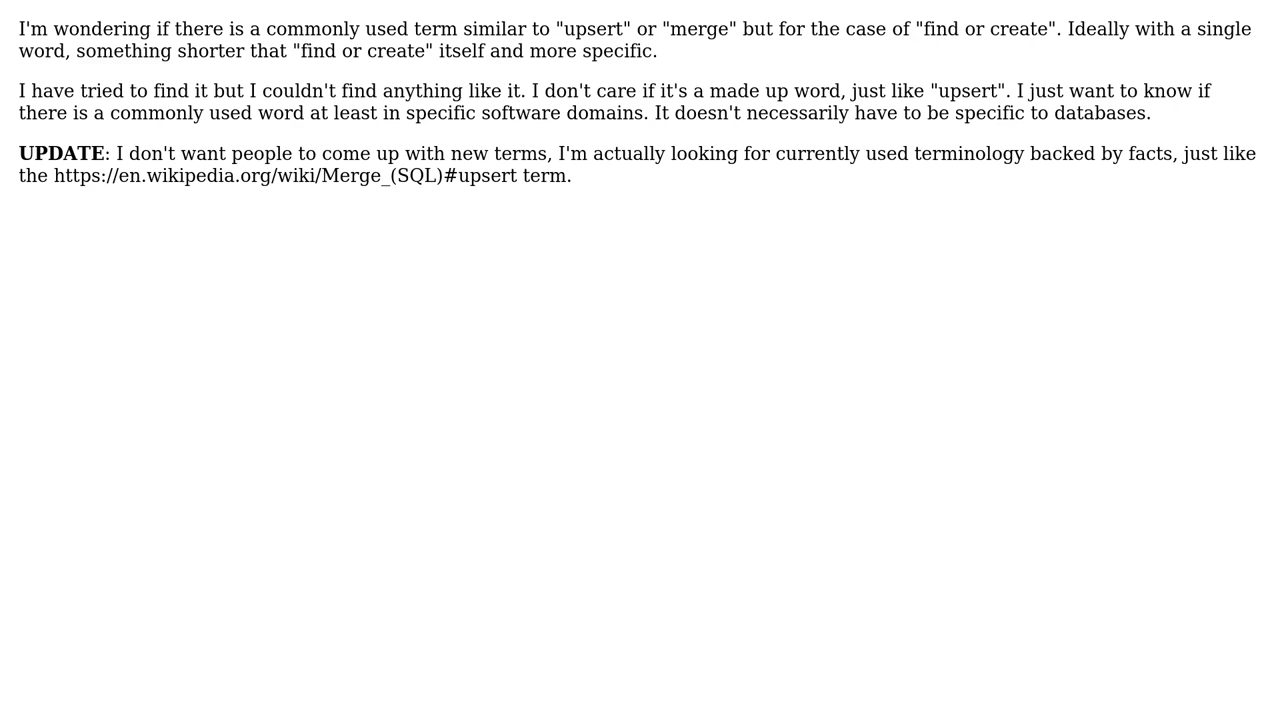 I'm wondering if there is a commonly used term similar to "upsert" or "merge" but for the case of "find or create". Ideally with a single
word, something shorter that "find or create" itself and more specific.
I have tried to find it but I couldn't find anything like it. I don't care if it's a made up word, just like "upsert". I just want to know if
there is a commonly used word at least in specific software domains. It doesn't necessarily have to be specific to databases.
UPDATE: I don't want people to come up with new terms, I'm actually looking for currently used terminology backed by facts, just like
the https://en.wikipedia.org/wiki/Merge_(SQL)#upsert term.